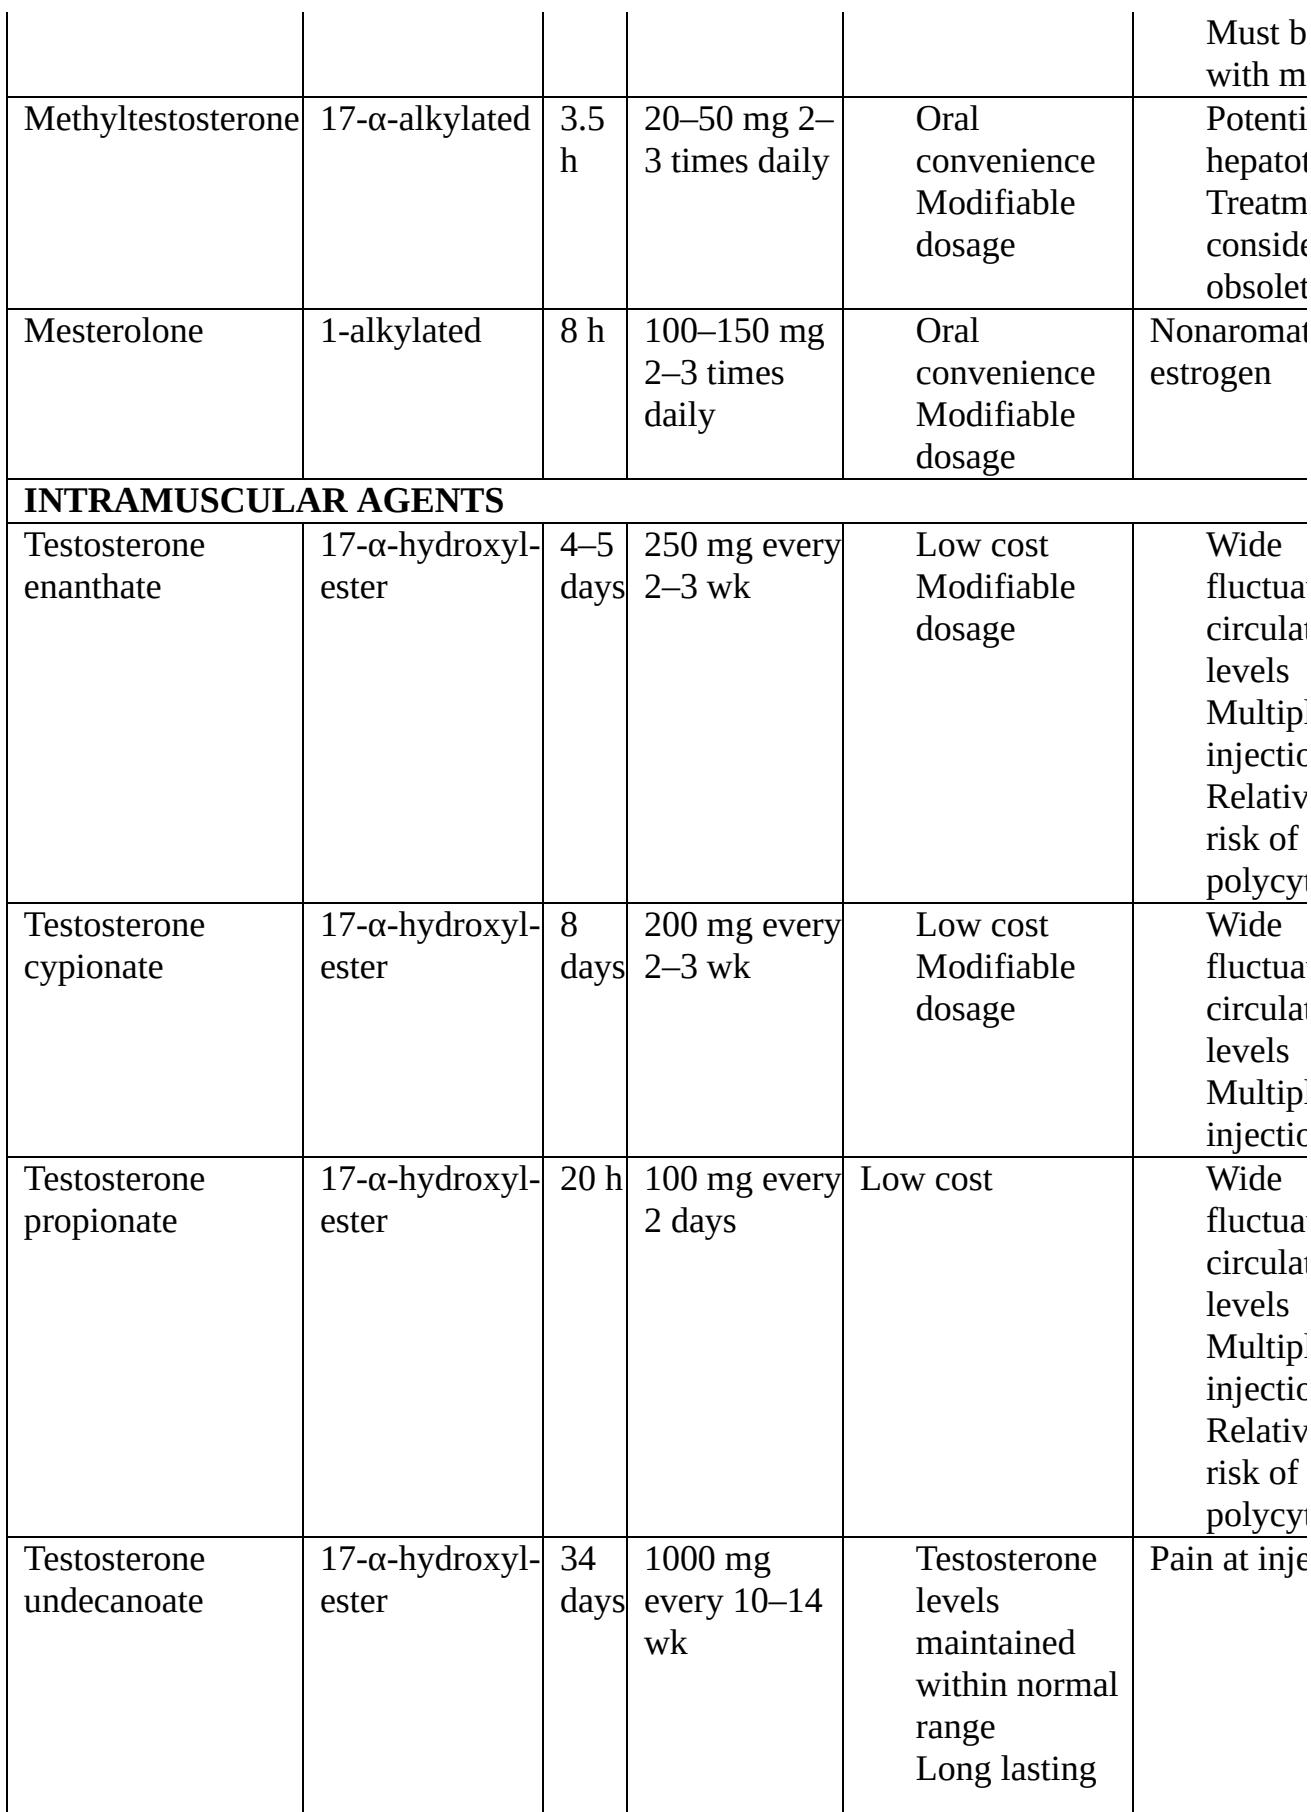 Must b
with m
Methyltestosterone
17-α-alkylated
3.5
h
20–50 mg 2–
3 times daily
Oral
convenience
Modifiable
dosage
Potenti
hepatot
Treatm
conside
obsolet
Mesterolone
1-alkylated
8 h
100–150 mg
2–3 times
daily
Oral
convenience
Modifiable
dosage
Nonaromat
estrogen
INTRAMUSCULAR AGENTS
Testosterone
enanthate
17-α-hydroxyl-
ester
4–5
days
250 mg every
2–3 wk
Low cost
Modifiable
dosage
Wide
fluctuat
circulat
levels
Multipl
injectio
Relativ
risk of
polycyt
Testosterone
cypionate
17-α-hydroxyl-
ester
8
days
200 mg every
2–3 wk
Low cost
Modifiable
dosage
Wide
fluctuat
circulat
levels
Multipl
injectio
Testosterone
propionate
17-α-hydroxyl-
ester
20 h
100 mg every
2 days
Low cost
Wide
fluctuat
circulat
levels
Multipl
injectio
Relativ
risk of
polycyt
Testosterone
undecanoate
17-α-hydroxyl-
ester
34
days
1000 mg
every 10–14
wk
Testosterone
levels
maintained
within normal
range
Long lasting
Pain at inje